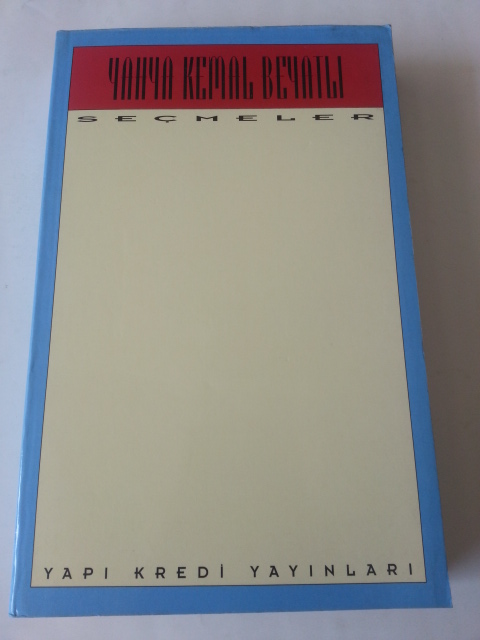 YAHYA KEMAL BEYATLI
SEÇMELER
YAPI KREDİ YAYINLARI